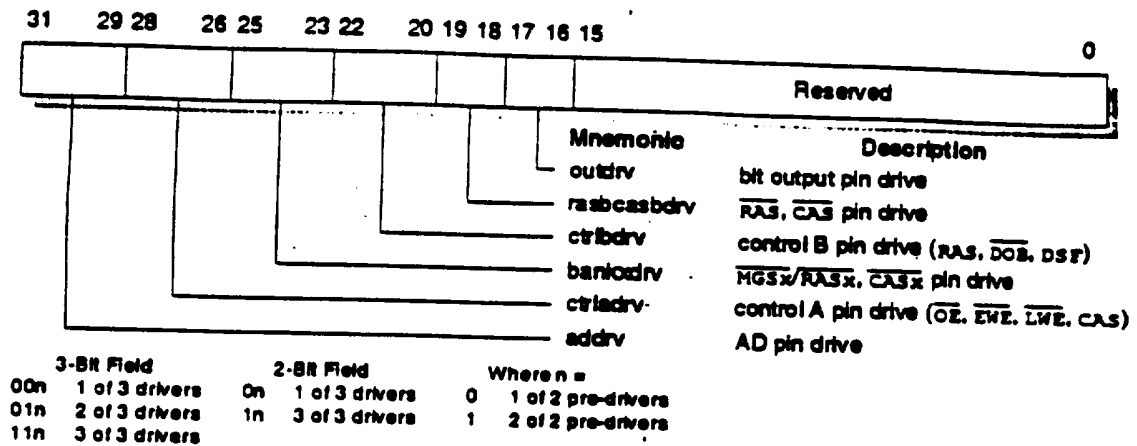 31 29 28 26 25 23 22 20 19 18 17 16 15 0
Reserved
Mnemonic Description
outdrv bit output pin drive
rasbcasbdrv RAS, CAS pin drive
ctrlbdrv control B pin drive (RAS, DOB, DSF)
banioxdrv MGSx/RASx, CASx pin drive
ctrladrv control A pin drive (OE, EWE, LWE, CAS)
addrv AD pin drive
3-Bit Field 2-Bit Field Where n =
00n 1 of 3 drivers 0n 1 of 3 drivers 0 1 of 2 pre-drivers
01n 2 of 3 drivers 1n 3 of 3 drivers 1 2 of 2 pre-drivers
11n 3 of 3 drivers